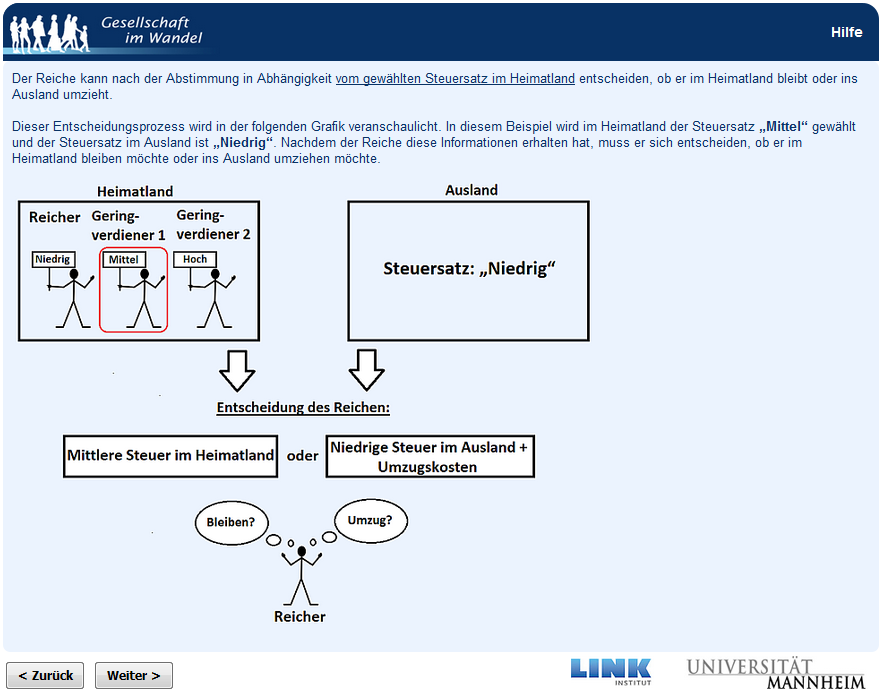 Gesellschaft
im Wandel
Hilfe
Der Reiche kann nach der Abstimmung in Abhängigkeit vom gewählten Steuersatz im Heimatland entscheiden, ob er im Heimatland bleibt oder ins
Ausland umzieht.
Dieser Entscheidungsprozess wird in der folgenden Grafik veranschaulicht. In diesem Beispiel wird im Heimatland der Steuersatz „Mittel“ gewählt
und der Steuersatz im Ausland ist „Niedrig“. Nachdem der Reiche diese Informationen erhalten hat, muss er sich entscheiden, ob er im
Heimatland bleiben möchte oder ins Ausland umziehen möchte.
Heimatland
Reicher
Gering-
verdiener 1
Gering-
verdiener 2
Niedrig
Mittel
Hoch
Ausland
Steuersatz: „Niedrig“
Entscheidung des Reichen:
Mittlere Steuer im Heimatland
oder
Niedrige Steuer im Ausland +
Umzugskosten
Bleiben?
Umzug?
Reicher
< Zurück
Weiter >
LINK
INSTITUT
UNIVERSITÄT
MANNHEIM